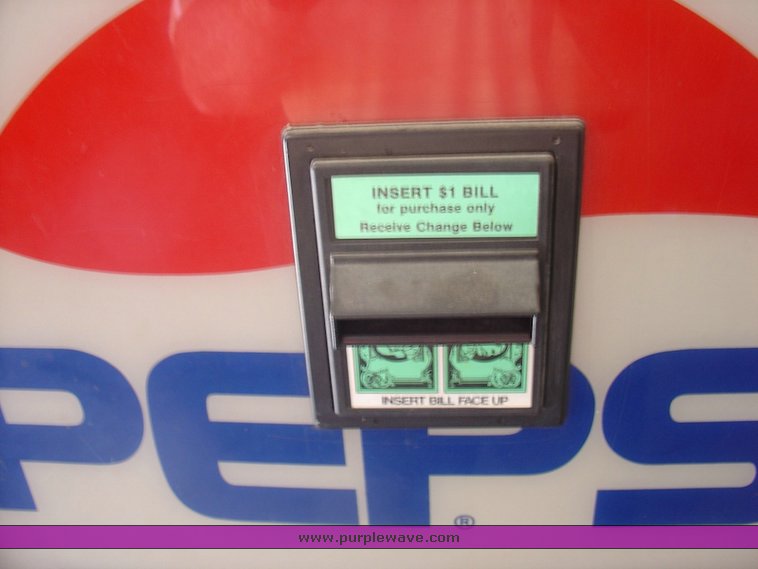 INSERT $1 BILL
for purchase only
Receive Change Below
INSERT BILL FACE UP
PEPS
®
www.purplewave.com